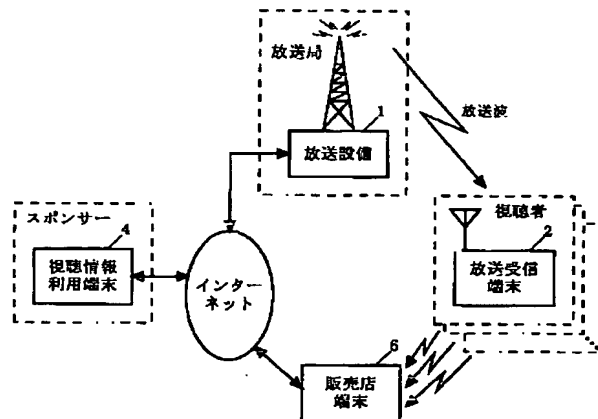 放送局
1
放送設備
放送波
スポンサー
4
視聴情報
利用端末
インター
ネット
視聴者
2
放送受信
端末
6
販売店
端末